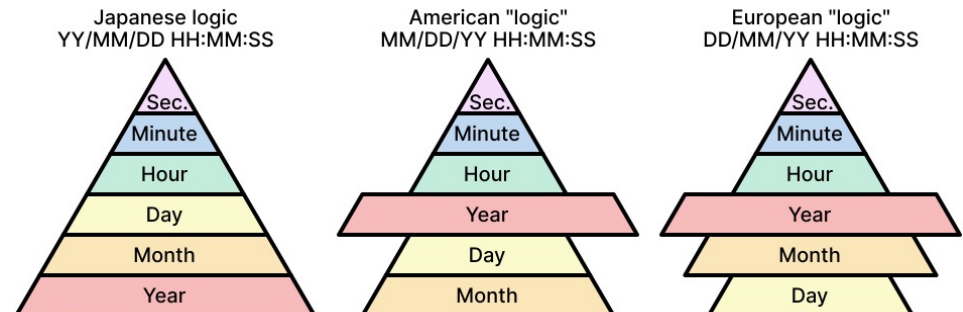 Japanese logic
YY/MM/DD HH:MM:SS
Sec.
Minute
Hour
Day
Month
Year
American "logic"
MM/DD/YY HH:MM:SS
Sec.
Minute
Hour
Year
Day
Month
European "logic"
DD/MM/YY HH:MM:SS
Sec.
Minute
Hour
Year
Month
Day